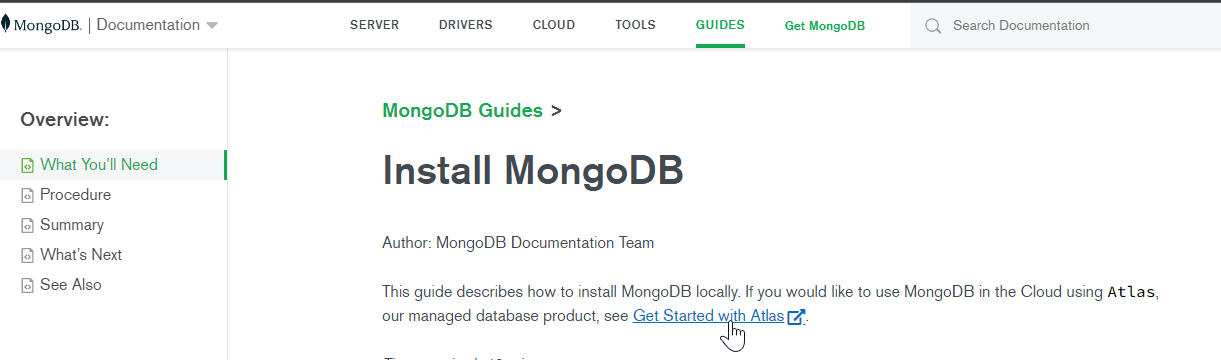 MongoDB. | Documentation
SERVER DRIVERS CLOUD TOOLS GUIDES Get MongoDB
Search Documentation
Overview:
What You'll Need
Procedure
Summary
What's Next
See Also
MongoDB Guides >
Install MongoDB
Author: MongoDB Documentation Team
This guide describes how to install MongoDB locally. If you would like to use MongoDB in the Cloud using Atlas,
our managed database product, see Get Started with Atlas.